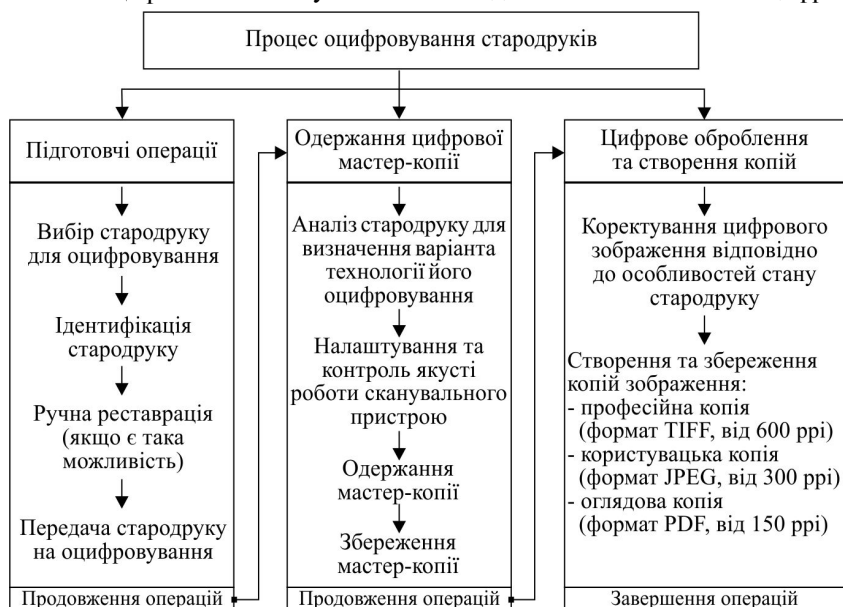 Процес оцифровування стародруків
Підготовчі операції
Вибір стародруку
для оцифровування
Ідентифікація
стародруку
Ручна реставрація
(якщо є така
можливість)
Передача стародруку
на оцифровування
Продовження операцій
Одержання цифрової
мастер-копії
Аналіз стародруку для
визначення варіанта
технології його
оцифровування
Налаштування та
контроль якусті
роботи сканувального
пристрою
Одержання
мастер-копії
Збереження
мастер-копії
Продовження операцій
Цифрове оброблення
та створення копій
Коректування цифрового
зображення відповідно
до особливостей стану
стародруку
Створення та збереження
копій зображення:
- професійна копія
(формат TIFF, від 600 ppi)
- користувацька копія
(формат JPEG, від 300 ppi)
- оглядова копія
(формат PDF, від 150 ppi)
Завершення операцій